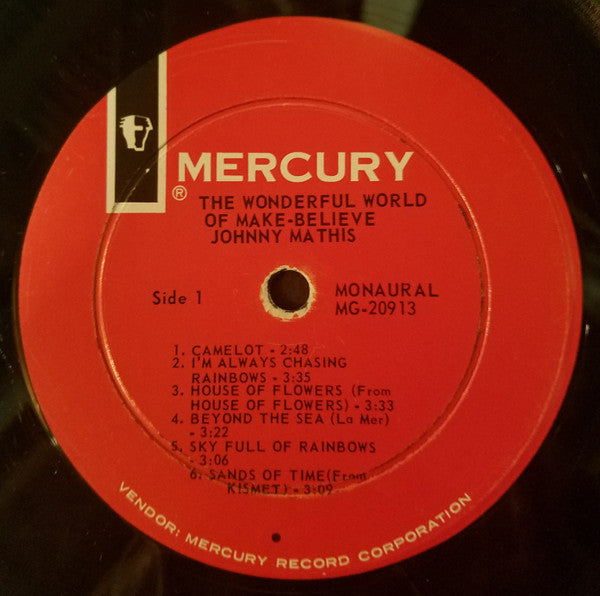 MERCURY
®
THE WONDERFUL WORLD
OF MAKE-BELIEVE
JOHNNY MATHIS
Side 1
MONAURAL
MG-20913
1. CAMELOT - 2:48
2. I'M ALWAYS CHASING
RAINBOWS - 3:35
3. HOUSE OF FLOWERS (From
HOUSE OF FLOWERS) - 3:33
4. BEYOND THE SEA (La Mer)
- 3:22
5. SKY FULL OF RAINBOWS
- 3:06
6. SANDS OF TIME(From
KISMET) - 3:09
VENDOR: MERCURY RECORD CORPORATION